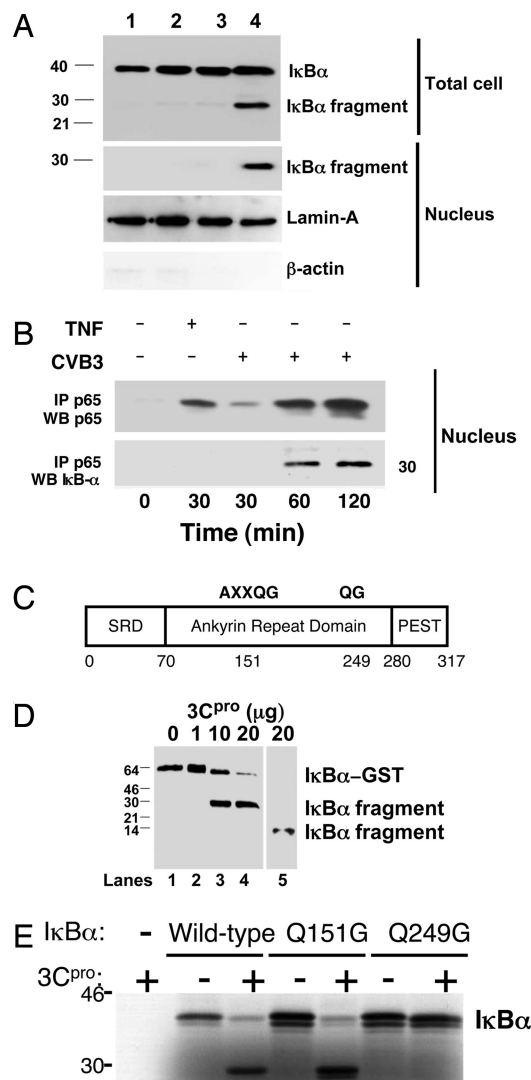 A
1 2 3 4
40
IκBα
Total cell
30
IκBα fragment
21
30
IκBα fragment
Nucleus
Lamin-A
β-actin
B
TNF - + - - -
CVB3 - - + + +
IP p65
WB p65
Nucleus
IP p65
WB IκB-α
30
0 30 30 60 120
Time (min)
C
AXXQG QG
SRD Ankyrin Repeat Domain PEST
0 70 151 249 280 317
D
3Cpro (μg)
0 1 10 20 20
64
IκBα–GST
46
30
IκBα fragment
21
14
IκBα fragment
Lanes 1 2 3 4 5
E
IκBα: - Wild-type Q151G Q249G
3Cpro: + - + - + - +
46
IκBα
30